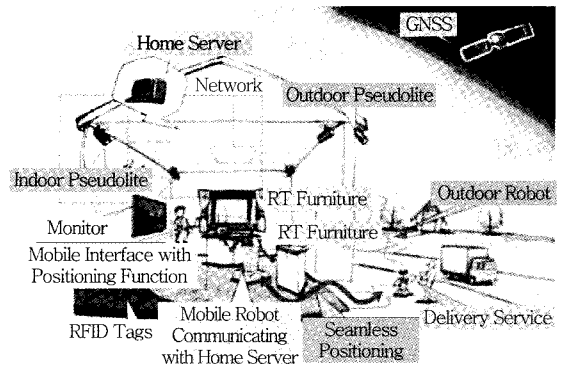 GNSS
Home Server
Network
Outdoor Pseudolite
Indoor Pseudolite
RT Furniture
Outdoor Robot
Monitor
RT Furniture
Mobile Interface with
Positioning Function
RFID Tags
Mobile Robot
Communicating
with Home Server
Seamless
Positioning
Delivery Service